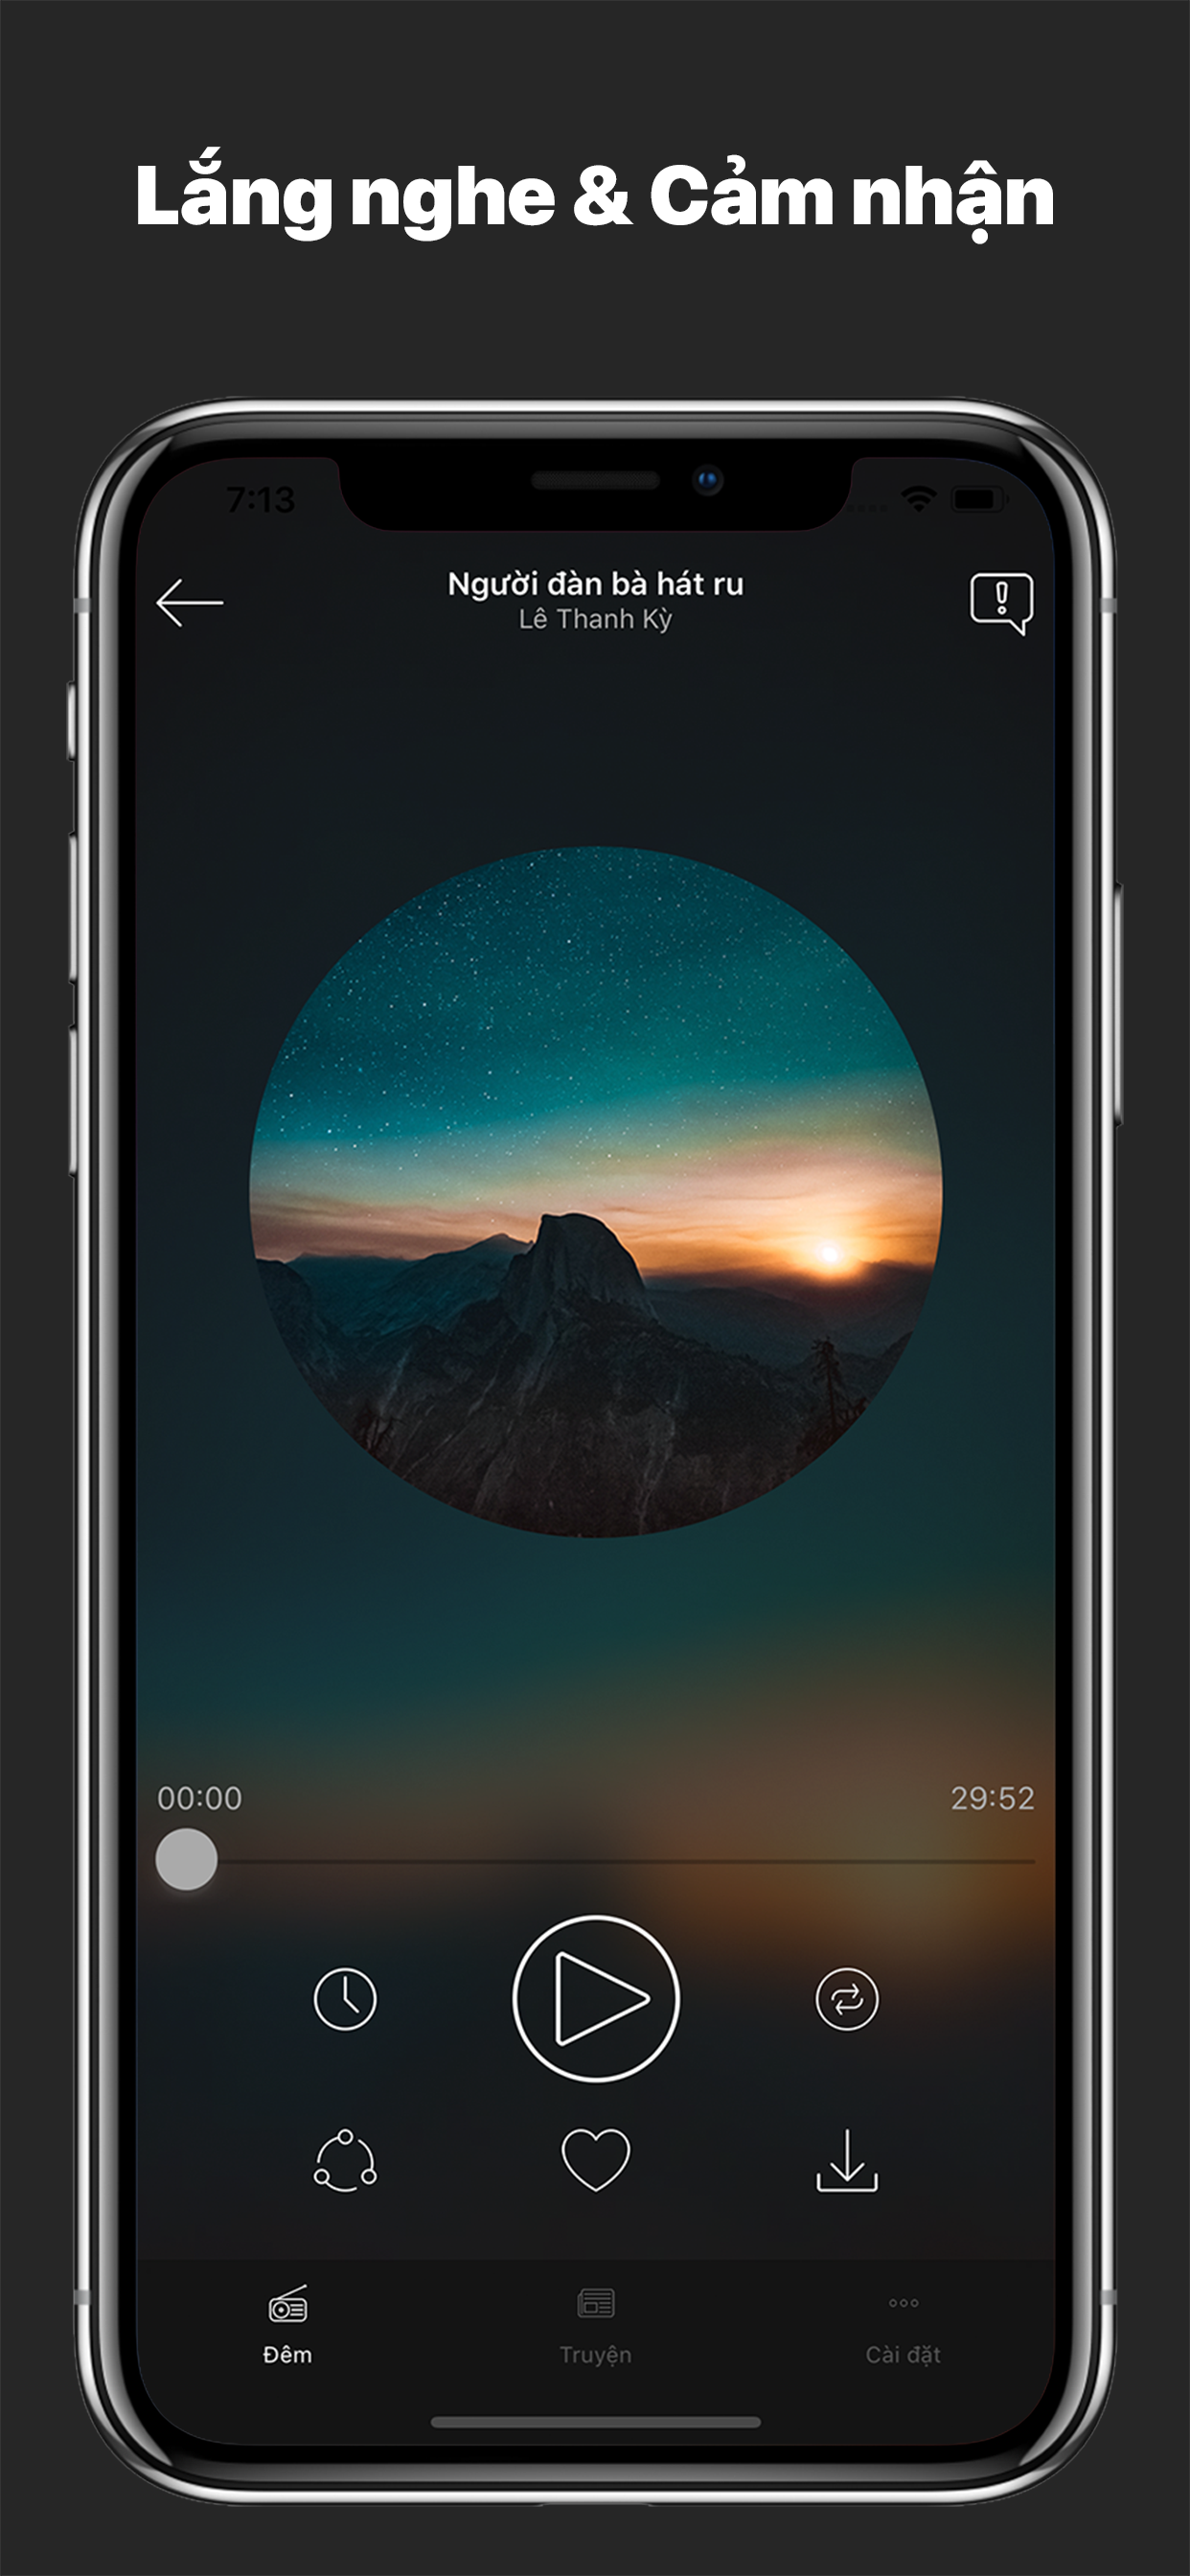 Lắng nghe & Cảm nhận
7:13
Người đàn bà hát ru
Lê Thanh Kỳ
00:00
29:52
Đêm
Truyện
Cài đặt